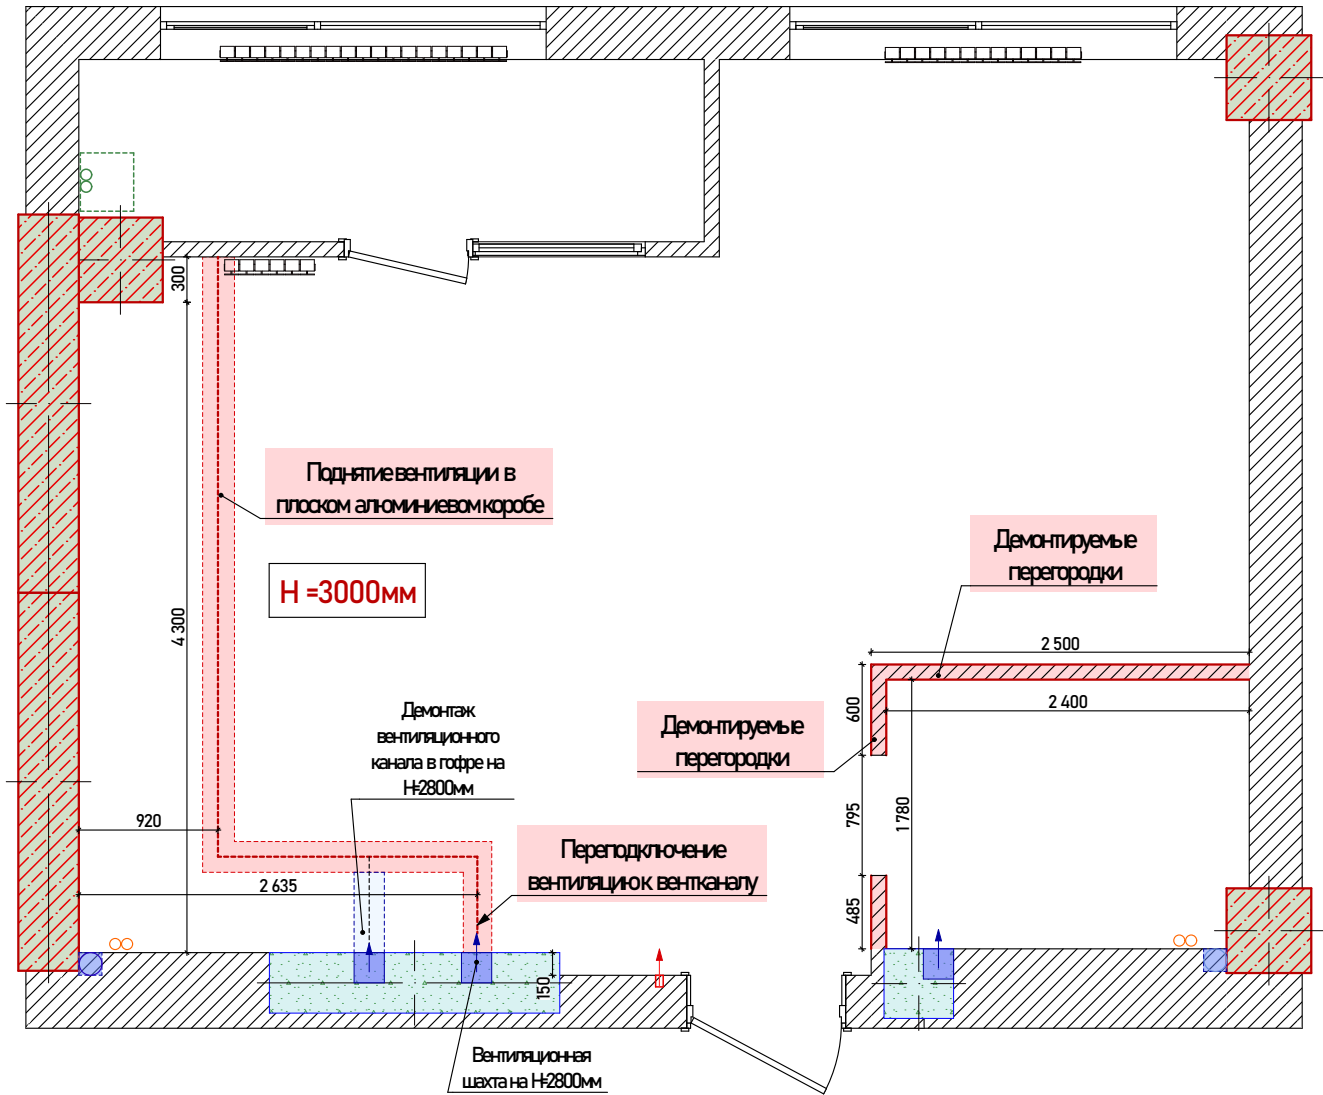 300
Поднятие вентиляции в
плоском алюминиевом коробе
H =3000мм
4 300
Демонтируемые
перегородки
2 500
2 400
600
Демонтируемые
перегородки
Демонтаж
вентиляционного
канала в гофре на
H=2800мм
795
1 780
920
Переподключение
вентиляцию к вентканалу
2 635
485
150
Вентиляционная
шахта на H=2800мм